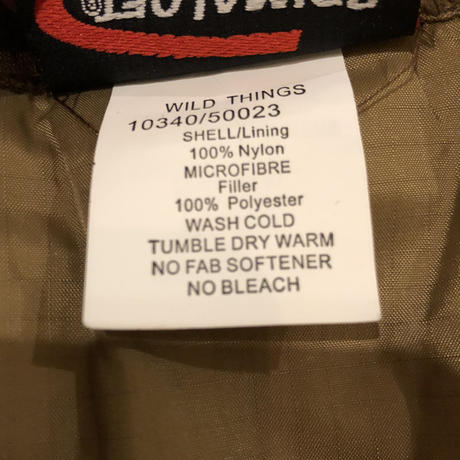 PRIMALOFT®
WILD THINGS
10340/50023
SHELL/Lining
100% Nylon
MICROFIBRE
Filler
100% Polyester
WASH COLD
TUMBLE DRY WARM
NO FAB SOFTENER
NO BLEACH